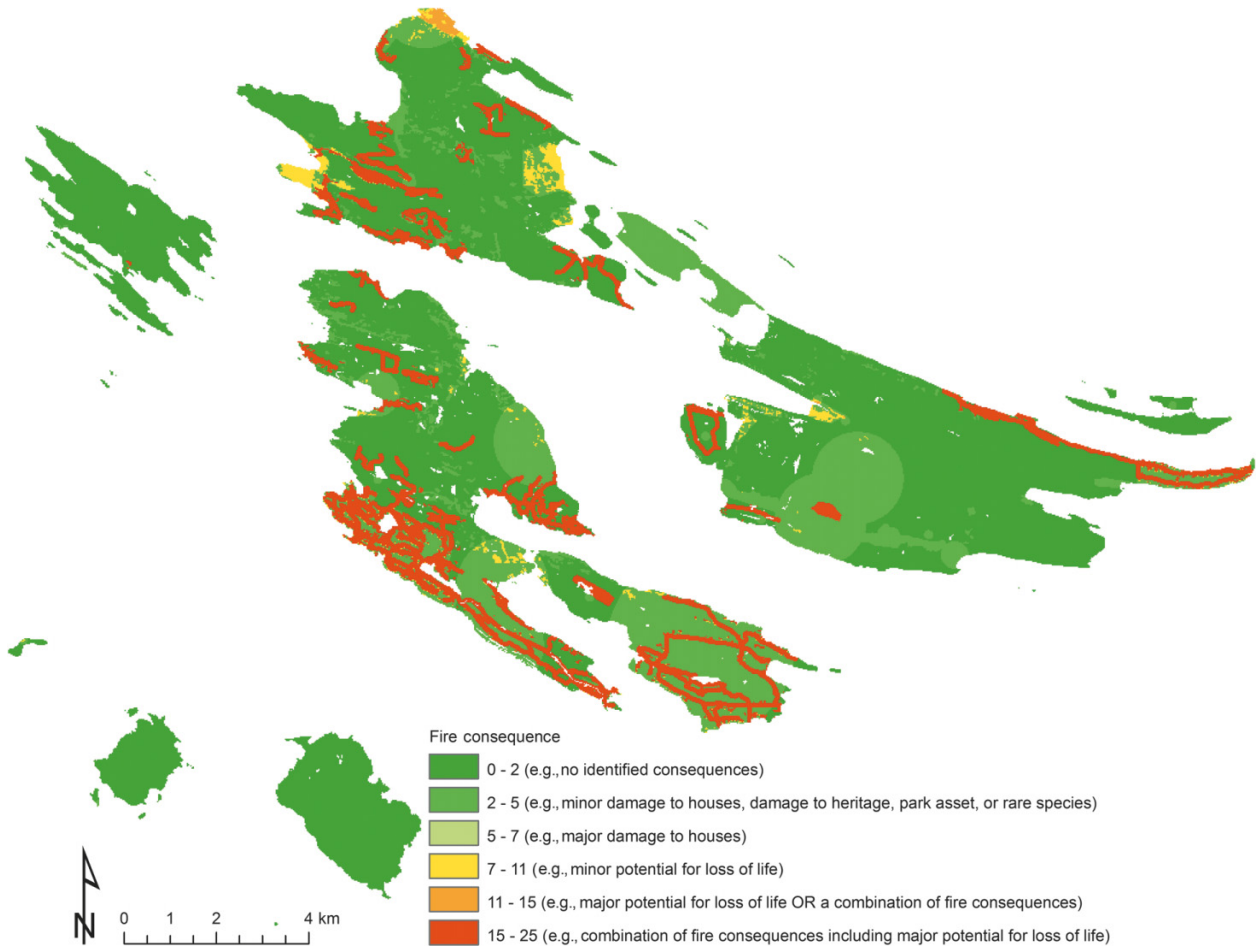 Fire consequence
0 - 2 (e.g., no identified consequences)
2 - 5 (e.g., minor damage to houses, damage to heritage, park asset, or rare species)
5 - 7 (e.g., major damage to houses)
7 - 11 (e.g., minor potential for loss of life)
11 - 15 (e.g., major potential for loss of life OR a combination of fire consequences)
15 - 25 (e.g., combination of fire consequences including major potential for loss of life)
N
0 1 2 4 km